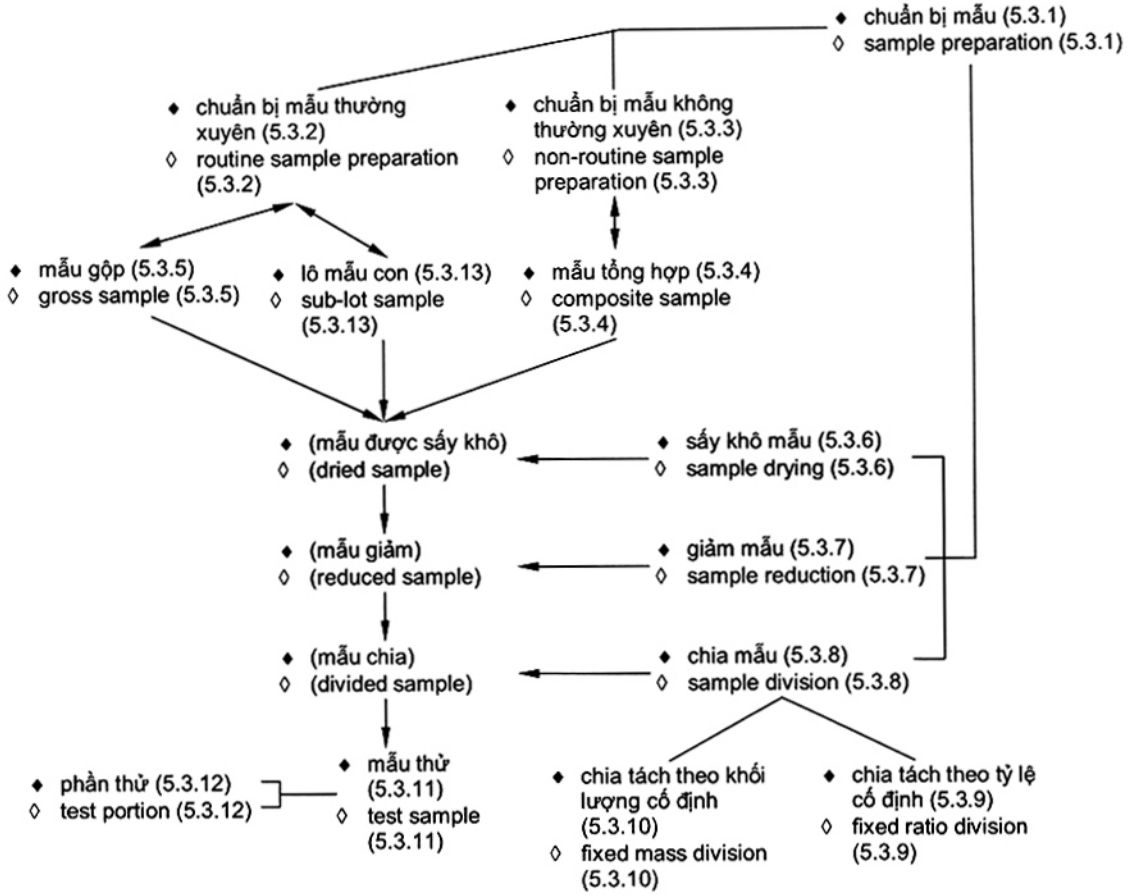 ◆ chuẩn bị mẫu (5.3.1)
◊ sample preparation (5.3.1)
◆ chuẩn bị mẫu thường
xuyên (5.3.2)
◊ routine sample preparation
(5.3.2)
◆ chuẩn bị mẫu không
thường xuyên (5.3.3)
◊ non-routine sample
preparation (5.3.3)
◆ mẫu gộp (5.3.5)
◊ gross sample (5.3.5)
◆ lô mẫu con (5.3.13)
◊ sub-lot sample
(5.3.13)
◆ mẫu tổng hợp (5.3.4)
◊ composite sample
(5.3.4)
◆ (mẫu được sấy khô)
◊ (dried sample)
◆ sấy khô mẫu (5.3.6)
◊ sample drying (5.3.6)
◆ (mẫu giảm)
◊ (reduced sample)
◆ giảm mẫu (5.3.7)
◊ sample reduction (5.3.7)
◆ (mẫu chia)
◊ (divided sample)
◆ chia mẫu (5.3.8)
◊ sample division (5.3.8)
◆ phần thử (5.3.12)
◊ test portion (5.3.12)
◆ mẫu thử
(5.3.11)
◊ test sample
(5.3.11)
◆ chia tách theo khối
lượng cố định
(5.3.10)
◊ fixed mass division
(5.3.10)
◆ chia tách theo tỷ lệ
cố định (5.3.9)
◊ fixed ratio division
(5.3.9)